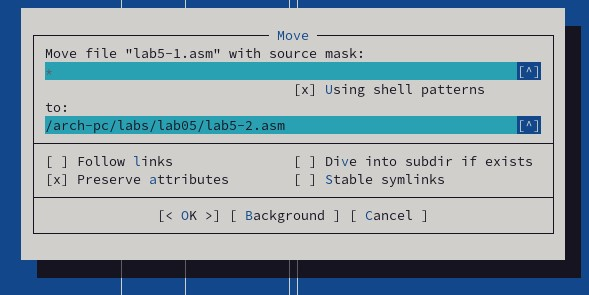 Move
Move file "lab5-1.asm" with source mask:
*
[^]
[x] Using shell patterns
to:
/arch-pc/labs/lab05/lab5-2.asm
[^]
[ ] Follow links
[ ] Dive into subdir if exists
[x] Preserve attributes
[ ] Stable symlinks
[< OK >] [ Background ] [ Cancel ]